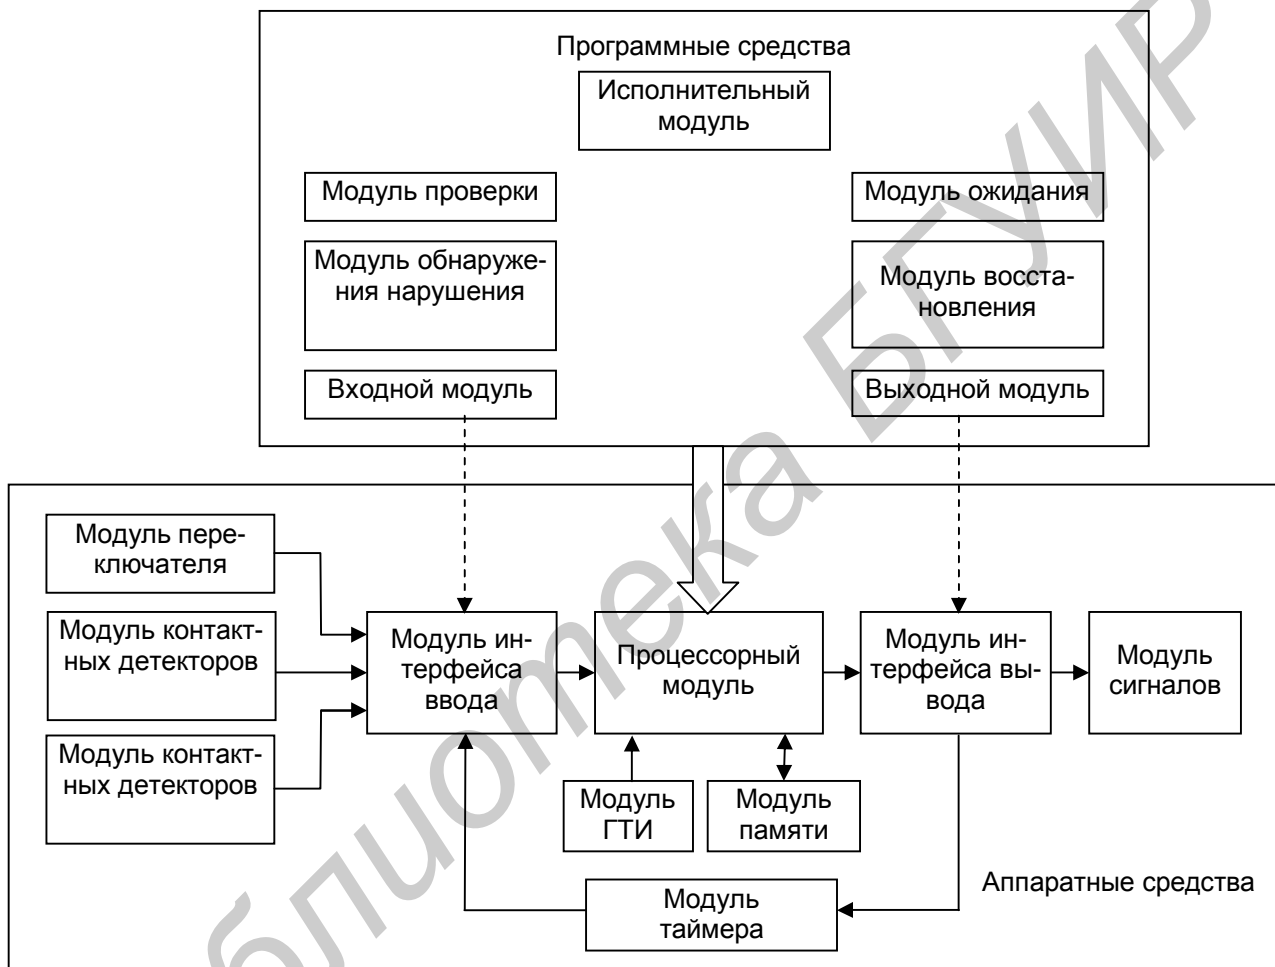 Программные средства
Исполнительный
модуль
Модуль проверки
Модуль ожидания
Модуль обнаруже-
ния нарушения
Модуль восста-
новления
Входной модуль
Выходной модуль
Модуль пере-
ключателя
Модуль контакт-
ных детекторов
Модуль контакт-
ных детекторов
Модуль ин-
терфейса
ввода
Процессорный
модуль
Модуль ин-
терфейса вы-
вода
Модуль
сигналов
Модуль
ГТИ
Модуль
памяти
Модуль
таймера
Аппаратные средства
блиотека БГУИР